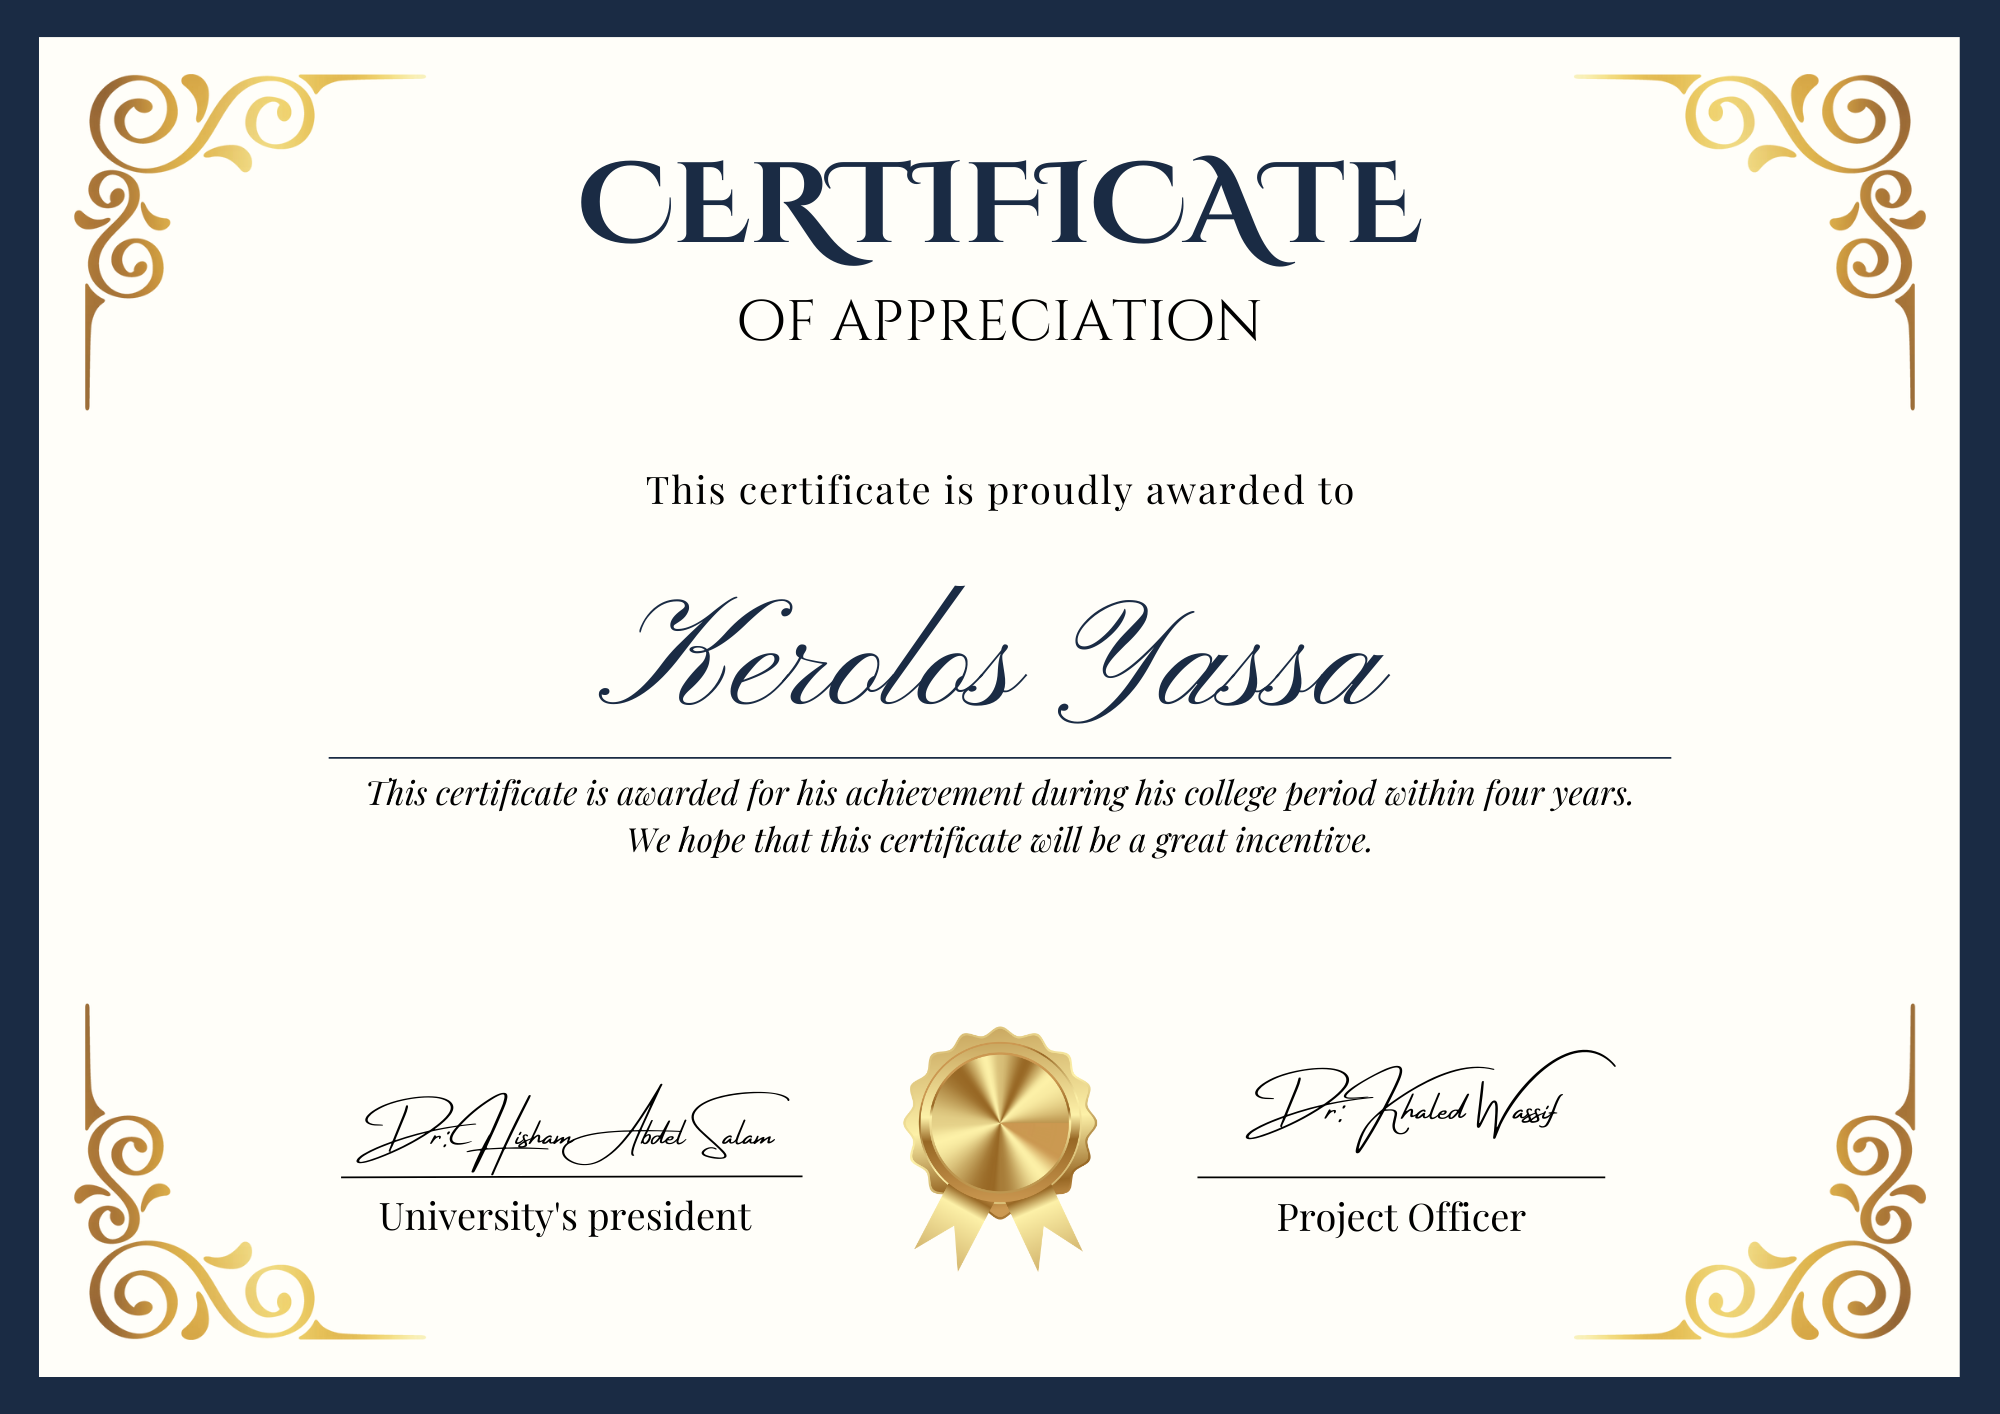 CERTIFICATE
OF APPRECIATION
This certificate is proudly awarded to
Kerolos Yassa
This certificate is awarded for his achievement during his college period within four years.
We hope that this certificate will be a great incentive.
Dr: Hisham Abdel Salam
University's president
Dr: Khaled Wassif
Project Officer